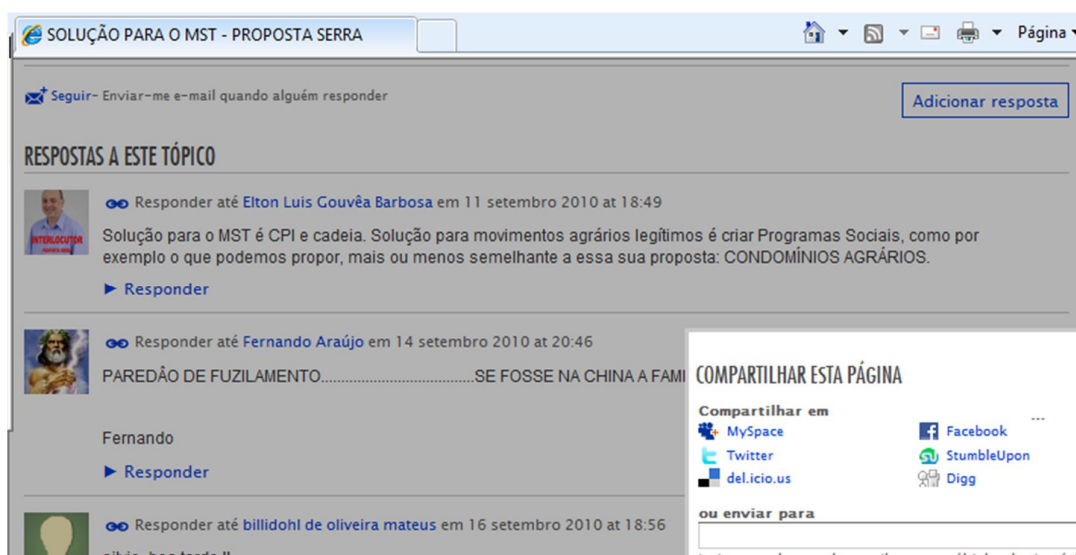 SOLUÇÃO PARA O MST - PROPOSTA SERRA
Página
Seguir- Enviar-me e-mail quando alguém responder
Adicionar resposta
RESPOSTAS A ESTE TÓPICO
Responder até Elton Luis Gouvêa Barbosa em 11 setembro 2010 at 18:49
INTERLOCUTOR
Solução para o MST é CPI e cadeia. Solução para movimentos agrários legítimos é criar Programas Sociais, como por
exemplo o que podemos propor, mais ou menos semelhante a essa sua proposta: CONDOMÍNIOS AGRÁRIOS.
Responder
Responder até Fernando Araújo em 14 setembro 2010 at 20:46
PAREDÂO DE FUZILAMENTO......................................SE FOSSE NA CHINA A FAMI
Fernando
Responder
Responder até billidohl de oliveira mateus em 16 setembro 2010 at 18:56
COMPARTILHAR ESTA PÁGINA
Compartilhar em
...
MySpace Facebook
Twitter StumbleUpon
del.icio.us Digg
ou enviar para